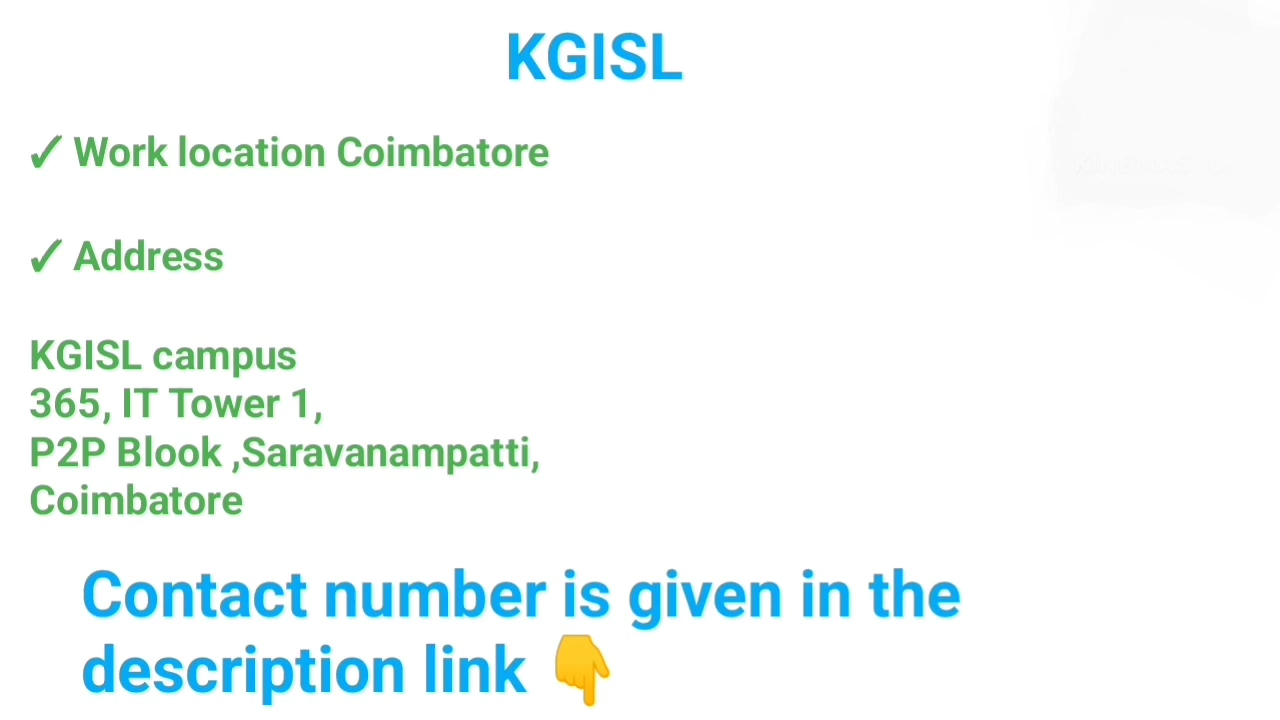 KGISL
✓ Work location Coimbatore
✓ Address
KGISL campus
365, IT Tower 1,
P2P Blook ,Saravanampatti,
Coimbatore
Contact number is given in the
description link 👇